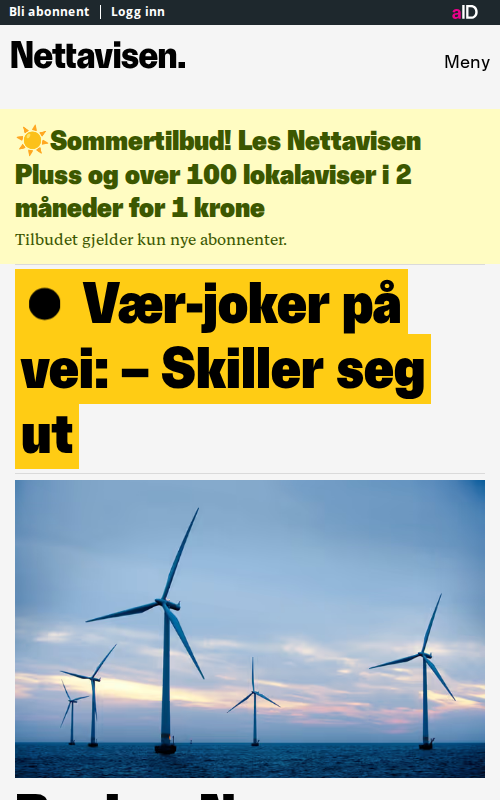 Bli abonnent | Logg inn
aID
Nettavisen.
Meny
☀️Sommertilbud! Les Nettavisen
Pluss og over 100 lokalaviser i 2
måneder for 1 krone
Tilbudet gjelder kun nye abonnenter.
● Vær-joker på
vei: – Skiller seg
ut